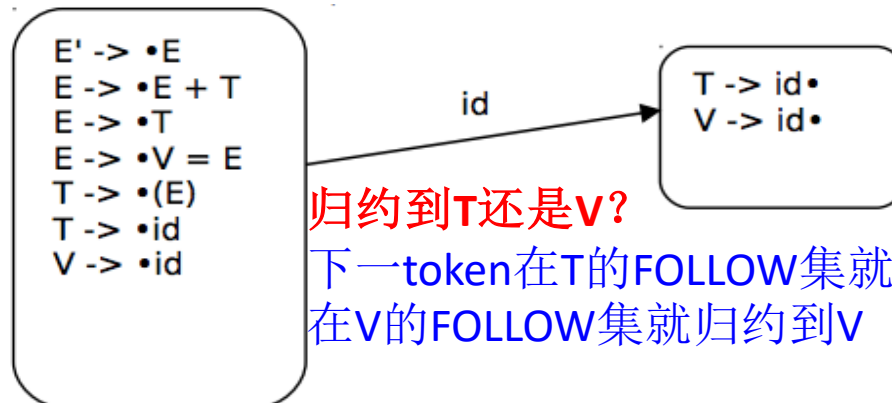 E' -> •E
E -> •E + T
E -> •T
E -> •V = E
T -> •(E)
T -> •id
V -> •id
id
T -> id•
V -> id•
归约到T还是V？
下一token在T的FOLLOW集就
在V的FOLLOW集就归约到V